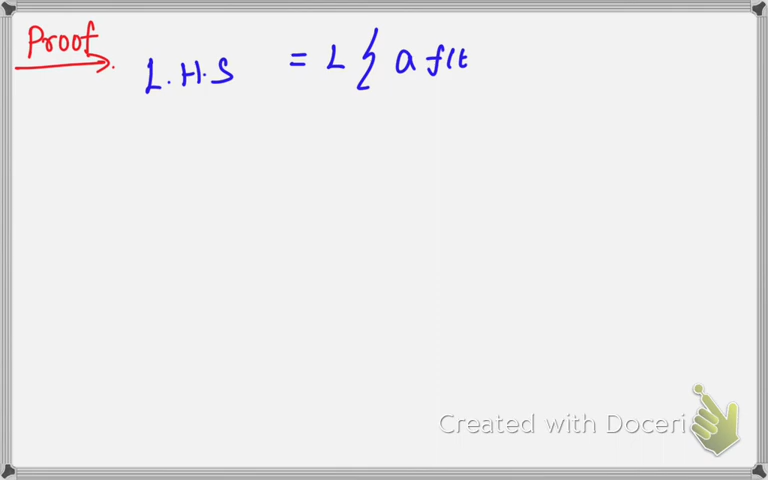 Proof
L.H.S = L { a f(t
Created with Doceri